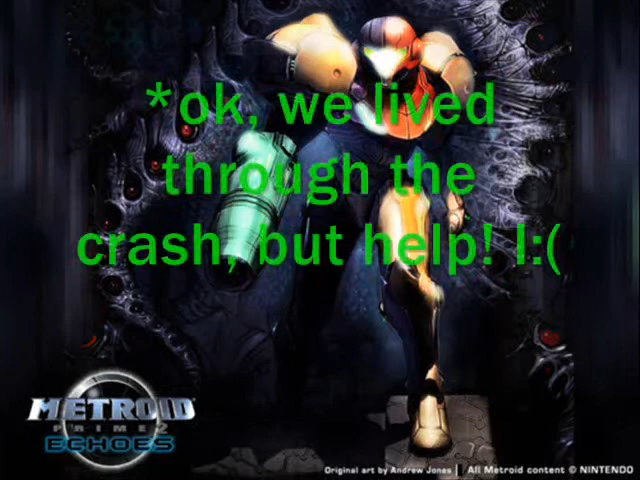 *ok, we lived
through the
crash, but help! !:(
METROID
PRIME 2
ECHOES
Original art by Andrew Jones | All Metroid content © NINTENDO